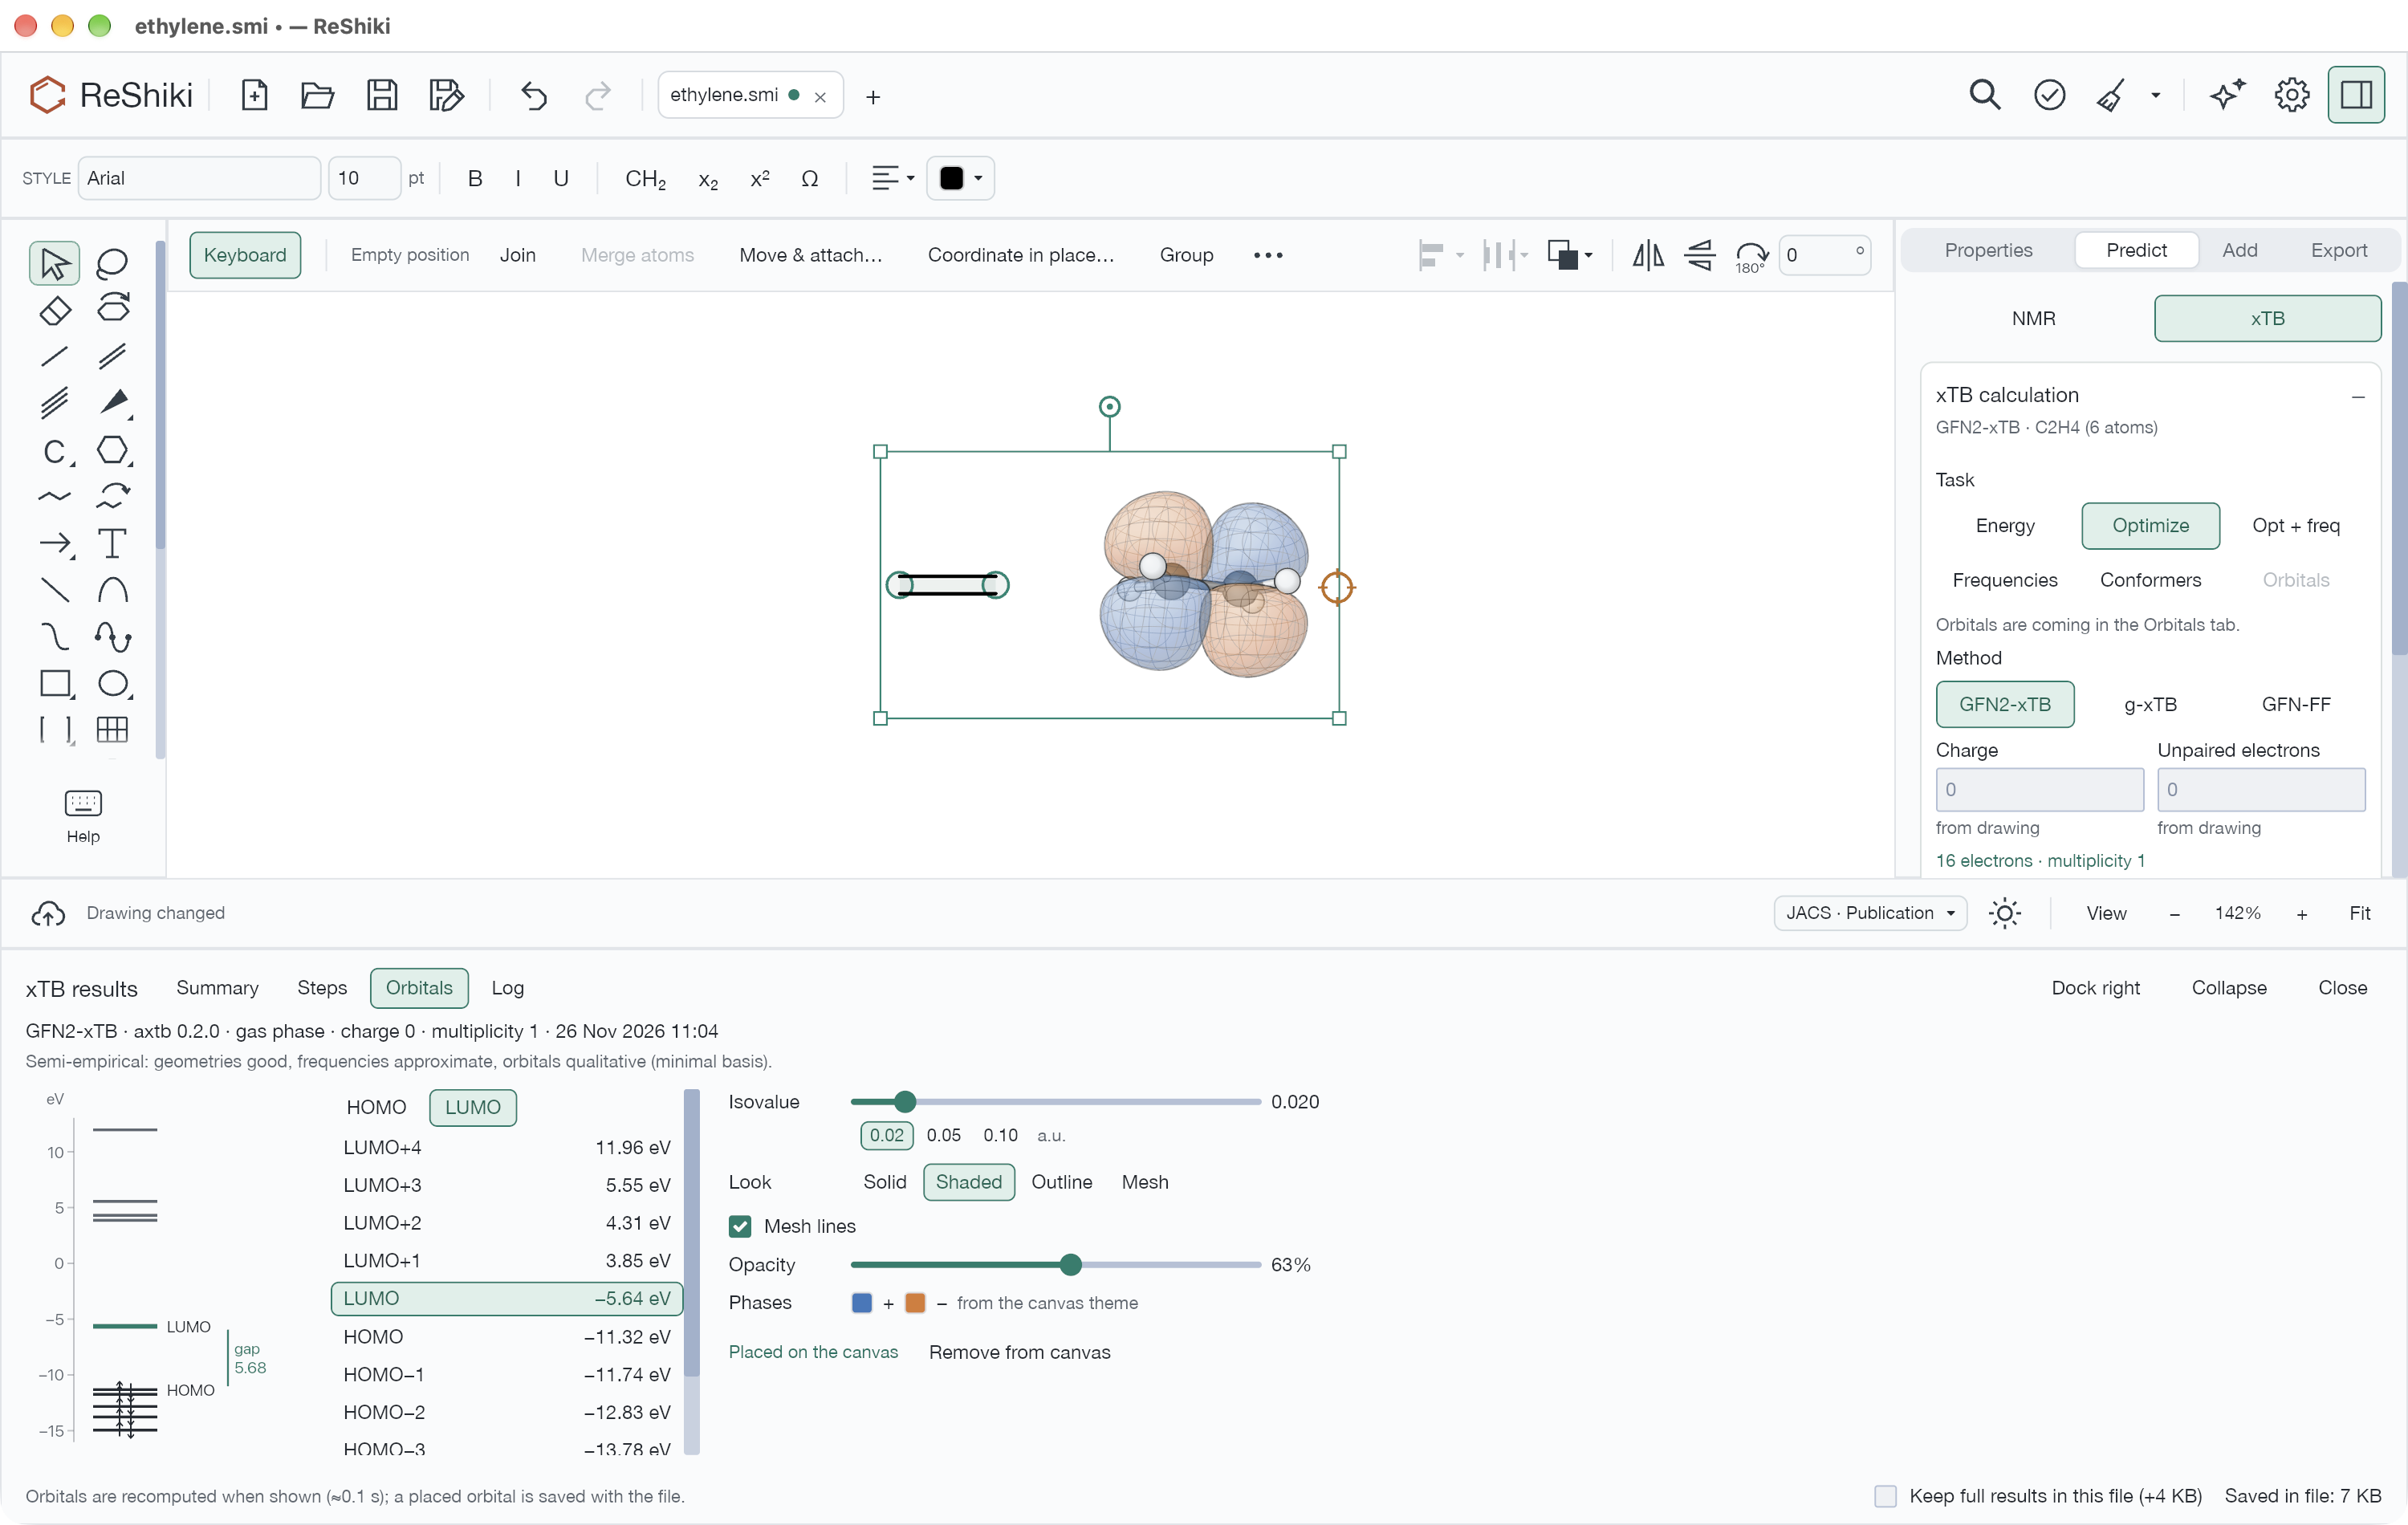 ethylene.smi • — ReShiki
ReShiki
ethylene.smi
STYLE Arial 10 pt B I U CH₂ x₂ x² Ω
Keyboard Empty position Join Merge atoms Move & attach... Coordinate in place... Group ••• 180° 0 °
C
T
Help
Properties Predict Add Export
NMR xTB
xTB calculation –
GFN2-xTB · C2H4 (6 atoms)
Task
Energy Optimize Opt + freq
Frequencies Conformers Orbitals
Orbitals are coming in the Orbitals tab.
Method
GFN2-xTB g-xTB GFN-FF
Charge Unpaired electrons
0 0
from drawing from drawing
16 electrons · multiplicity 1
Drawing changed JACS · Publication View – 142% + Fit
xTB results Summary Steps Orbitals Log Dock right Collapse Close
GFN2-xTB · axtb 0.2.0 · gas phase · charge 0 · multiplicity 1 · 26 Nov 2026 11:04
Semi-empirical: geometries good, frequencies approximate, orbitals qualitative (minimal basis).
eV
10
5
0
−5
−10
−15
LUMO
gap
5.68
HOMO
HOMO LUMO
LUMO+4 11.96 eV
LUMO+3 5.55 eV
LUMO+2 4.31 eV
LUMO+1 3.85 eV
LUMO −5.64 eV
HOMO −11.32 eV
HOMO−1 −11.74 eV
HOMO−2 −12.83 eV
HOMO−3 −13.78 eV
Isovalue 0.020
0.02 0.05 0.10 a.u.
Look Solid Shaded Outline Mesh
Mesh lines
Opacity 63%
Phases + − from the canvas theme
Placed on the canvas Remove from canvas
Orbitals are recomputed when shown (≈0.1 s); a placed orbital is saved with the file.
Keep full results in this file (+4 KB) Saved in file: 7 KB